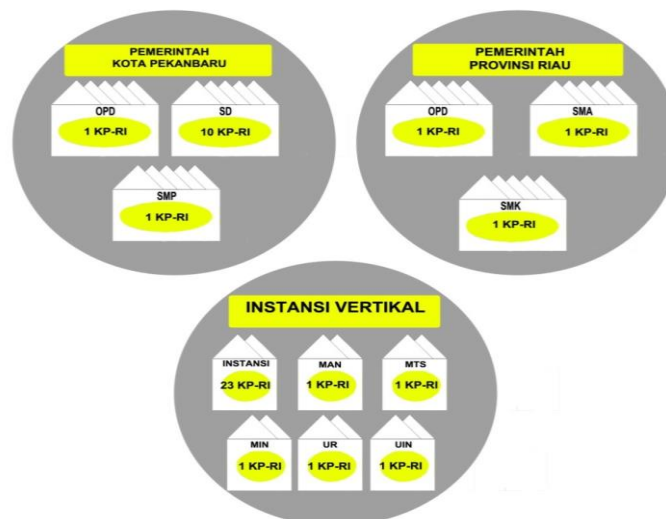 PEMERINTAH
KOTA PEKANBARU
OPD
1 KP-RI
SD
10 KP-RI
SMP
1 KP-RI
PEMERINTAH
PROVINSI RIAU
OPD
1 KP-RI
SMA
1 KP-RI
SMK
1 KP-RI
INSTANSI VERTIKAL
INSTANSI
23 KP-RI
MAN
1 KP-RI
MTS
1 KP-RI
MIN
1 KP-RI
UR
1 KP-RI
UIN
1 KP-RI